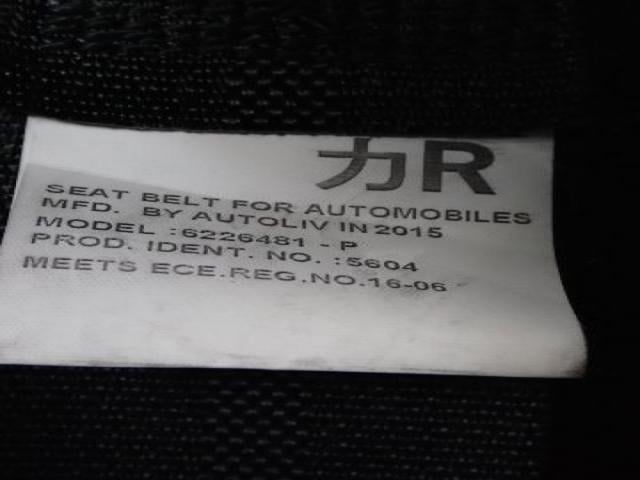 力R
SEAT BELT FOR AUTOMOBILES
MFD. BY AUTOLIV IN 2015
MODEL :6226481 - P
PROD. IDENT. NO. :5604
MEETS ECE.REG.NO.16-06